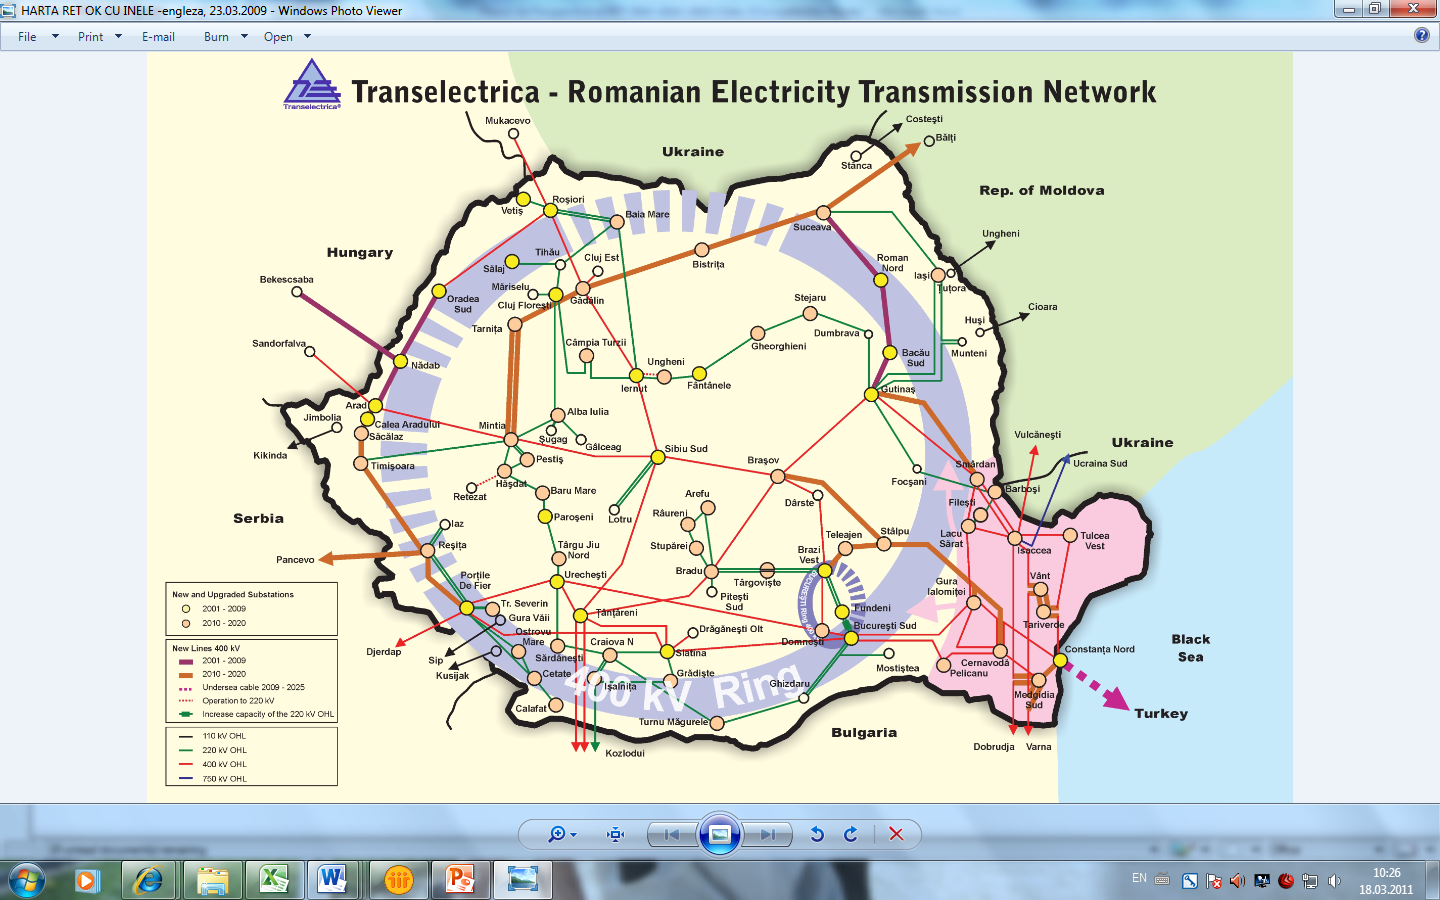 HARTA RET OK CU INELE -engleza, 23.03.2009 - Windows Photo Viewer
File Print E-mail Burn Open
Transelectrica®
Transelectrica - Romanian Electricity Transmission Network
Mukacevo
Costeşti
Bălţi
Ukraine
Stânca
Rep. of Moldova
Roşiori
Votiş
Baia Mare
Suceava
Ungheni
Hungary
Tihău
Cluj Est
Bistriţa
Roman
Nord
Sălaj
Iaşi
Ţuţora
Bekescsaba
Mărişelu
Oradea
Sud
Cluj Floreşti
Gădălin
Stejaru
Cioara
Huşi
Tarniţa
Dumbrava
Sandorfalva
Câmpia Turzii
Gheorghieni
Munteni
Bacău
Sud
Nădab
Ungheni
Iernut
Fântânele
Gutinaş
Arad
Jimbolia
Calea Aradului
Săcălaz
Alba Iulia
Mintia
Şugag
Gâlceag
Vulcăneşti
Ukraine
Kikinda
Timişoara
Sibiu Sud
Pestiş
Braşov
Smârdan
Ucraina Sud
Hăşdat
Focşani
Retezat
Baru Mare
Arefu
Dârste
Barboşi
Fileşti
Serbia
Paroşeni
Lotru
Răureni
Iaz
Lacu
Sărat
Teleajen
Stâlpu
Tulcea
Vest
Reşiţa
Târgu Jiu
Nord
Stupărei
Brazi
Vest
Isaccea
Pancevo
Porţile
De Fier
Urecheşti
Bradu
Târgovişte
Vânt
Gura
Ialomiţei
New and Upgraded Substations
2001 - 2009
2010 - 2020
Piteşti
Sud
BUCUREŞTI Ring
Tr. Severin
Gura Văii
Ţânţăreni
Fundeni
Tariverde
Ostrovu
Mare
Craiova N
Drăgăneşti Olt
Domneşti
Bucureşti Sud
Black
Sea
New Lines 400 kV
2001 - 2009
2010 - 2020
Undersea cable 2009 - 2025
Operation to 220 kV
Increase capacity of the 220 kV OHL
Djerdap
Sip
Kusijak
Sărdăneşti
Slatina
Cernavodă
Constanţa Nord
Cetate
Işalniţa
Grădişte
Mostiştea
Pelicanu
Ghizdaru
Medgidia
Sud
400 kV Ring
Calafat
Turnu Măgurele
Turkey
Bulgaria
110 kV OHL
220 kV OHL
400 kV OHL
750 kV OHL
Kozlodui
Dobrudja
Varna
EN
10:26
18.03.2011